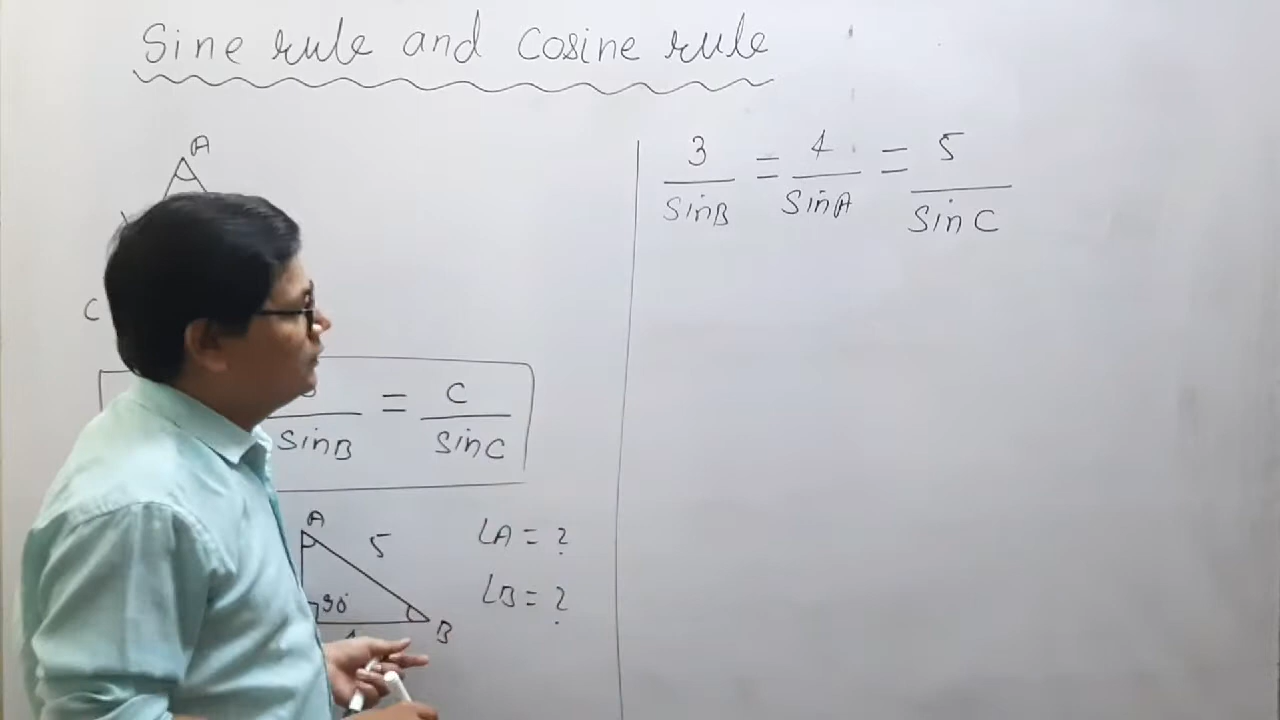 Sine rule and Cosine rule
A
C
SinB = C / SinC
A
5
90°
B
∠A = ?
∠B = ?
3 / SinB = 4 / SinA = 5 / SinC